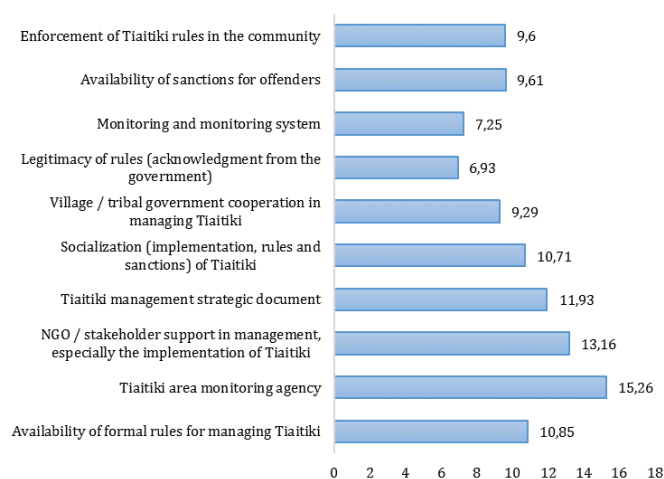 Enforcement of Tiaitiki rules in the community
9,6
Availability of sanctions for offenders
9,61
Monitoring and monitoring system
7,25
Legitimacy of rules (acknowledgment from the
government)
6,93
Village / tribal government cooperation in
managing Tiaitiki
9,29
Socialization (implementation, rules and
sanctions) of Tiaitiki
10,71
Tiaitiki management strategic document
11,93
NGO / stakeholder support in management,
especially the implementation of Tiaitiki
13,16
Tiaitiki area monitoring agency
15,26
Availability of formal rules for managing Tiaitiki
10,85
0 2 4 6 8 10 12 14 16 18